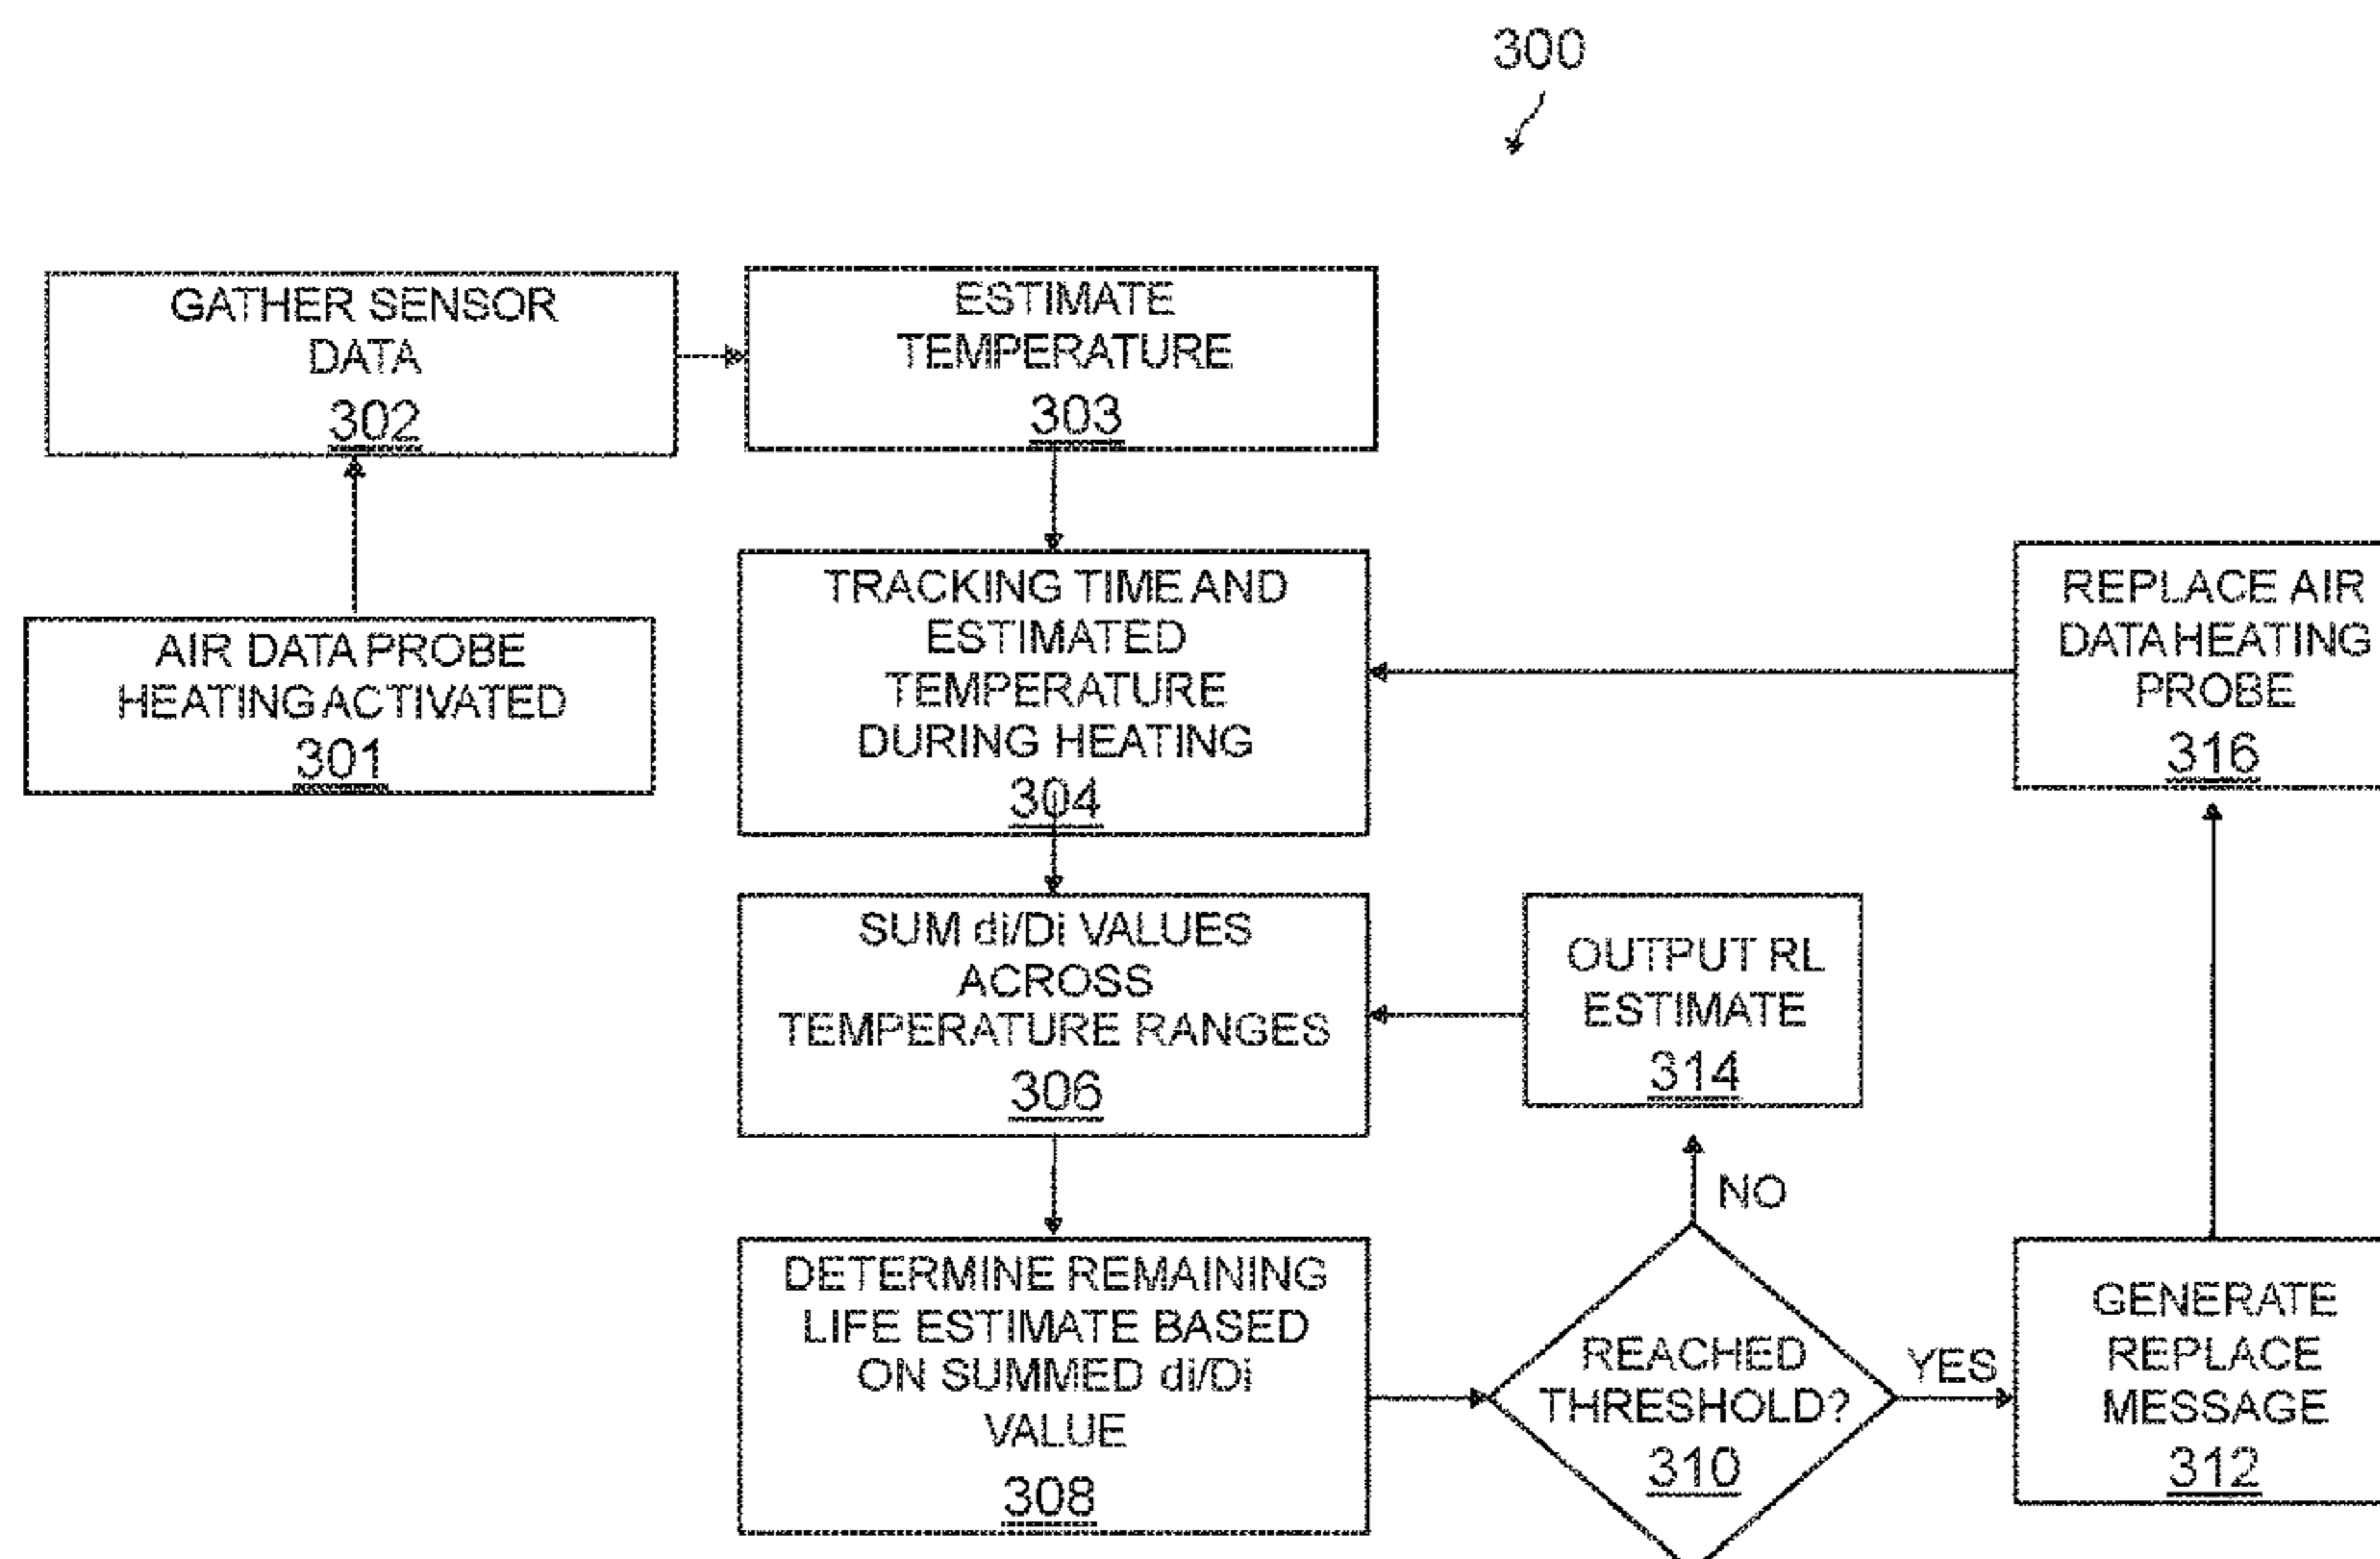 300
GATHER SENSOR
DATA
302
ESTIMATE
TEMPERATURE
303
AIR DATA PROBE
HEATING ACTIVATED
301
TRACKING TIME AND
ESTIMATED
TEMPERATURE
DURING HEATING
304
REPLACE AIR
DATA HEATING
PROBE
316
SUM di/Di VALUES
ACROSS
TEMPERATURE RANGES
306
OUTPUT RL
ESTIMATE
314
NO
DETERMINE REMAINING
LIFE ESTIMATE BASED
ON SUMMED di/Di
VALUE
308
REACHED
THRESHOLD?
310
YES
GENERATE
REPLACE
MESSAGE
312